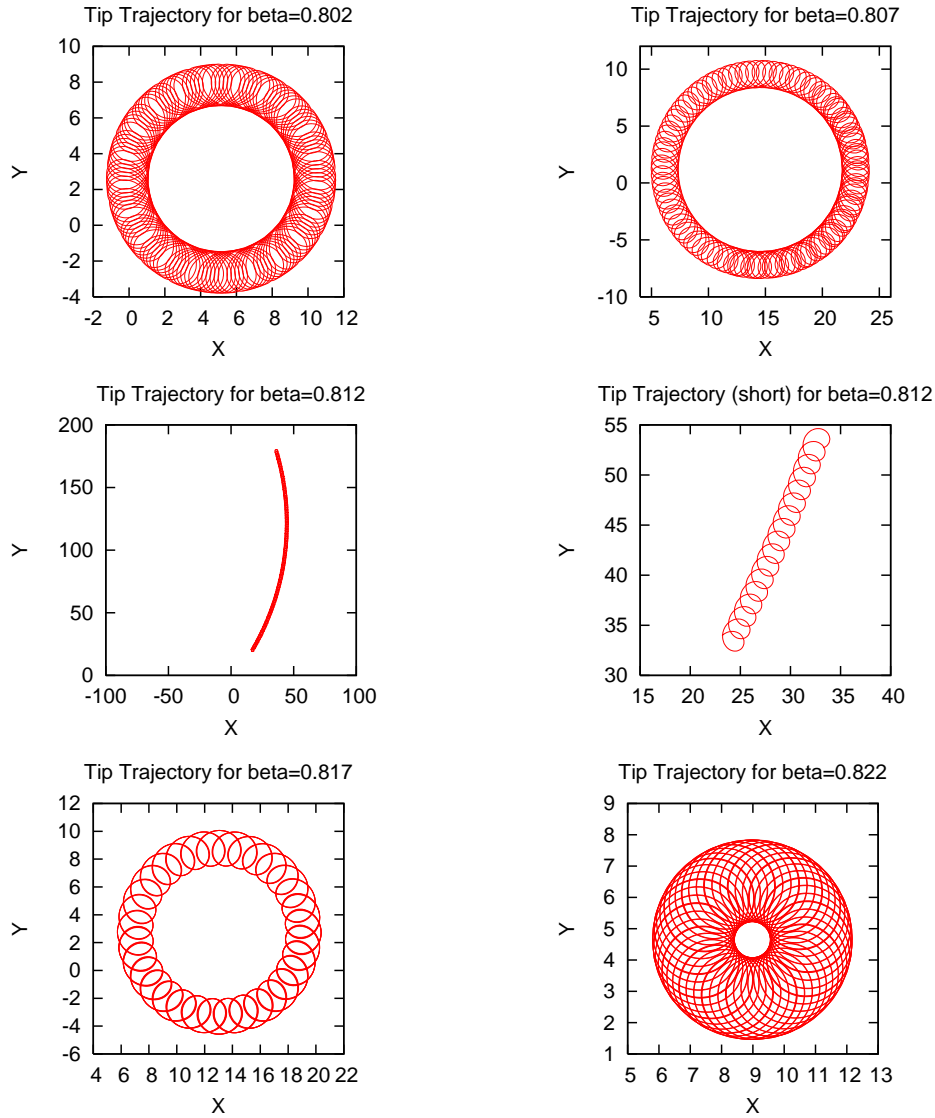 Tip Trajectory for beta=0.802
10
8
6
4
2
0
-2
-4
Y
-2 0 2 4 6 8 10 12
X
Tip Trajectory for beta=0.807
10
5
0
-5
-10
Y
5 10 15 20 25
X
Tip Trajectory for beta=0.812
200
150
100
50
0
Y
-100 -50 0 50 100
X
Tip Trajectory (short) for beta=0.812
55
50
45
40
35
30
Y
15 20 25 30 35 40
X
Tip Trajectory for beta=0.817
12
10
8
6
4
2
0
-2
-4
-6
Y
4 6 8 10 12 14 16 18 20 22
X
Tip Trajectory for beta=0.822
9
8
7
6
5
4
3
2
1
Y
5 6 7 8 9 10 11 12 13
X